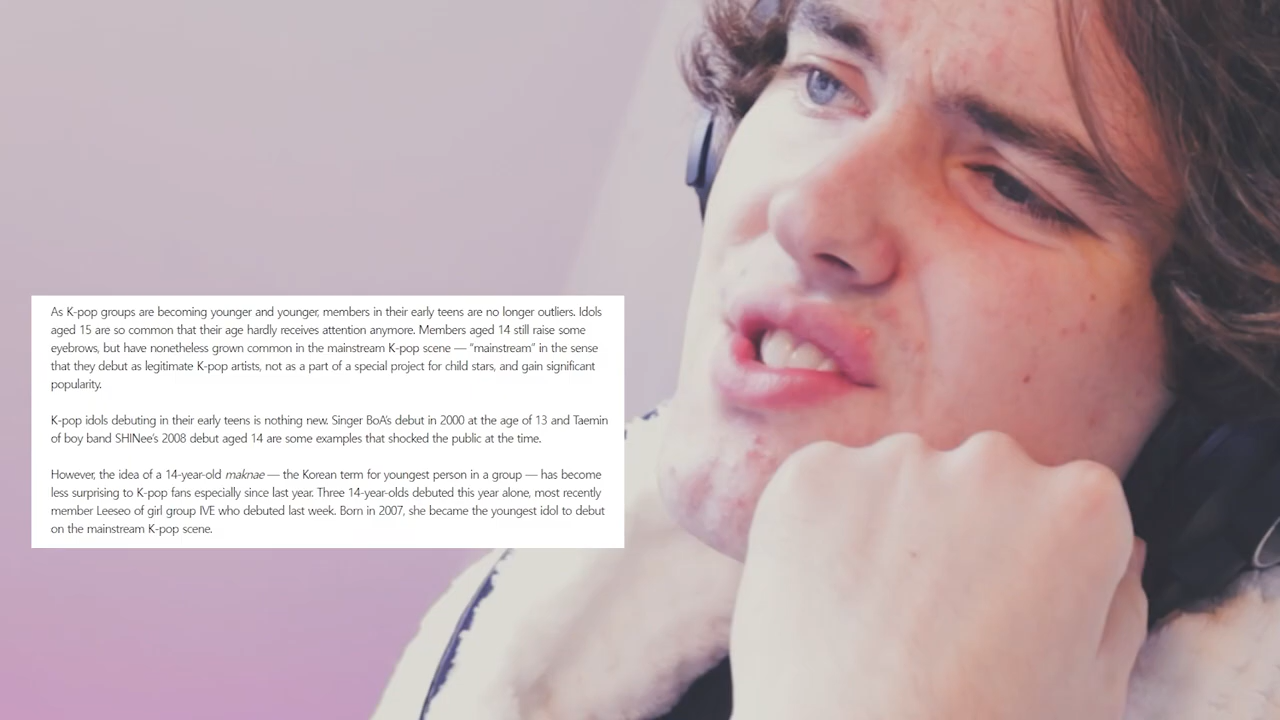 As K-pop groups are becoming younger and younger, members in their early teens are no longer outliers. Idols
aged 15 are so common that their age hardly receives attention anymore. Members aged 14 still raise some
eyebrows, but have nonetheless grown common in the mainstream K-pop scene — “mainstream” in the sense
that they debut as legitimate K-pop artists, not as a part of a special project for child stars, and gain significant
popularity.
K-pop idols debuting in their early teens is nothing new. Singer BoA's debut in 2000 at the age of 13 and Taemin
of boy band SHINee's 2008 debut aged 14 are some examples that shocked the public at the time.
However, the idea of a 14-year-old maknae — the Korean term for youngest person in a group — has become
less surprising to K-pop fans especially since last year. Three 14-year-olds debuted this year alone, most recently
member Leeseo of girl group IVE who debuted last week. Born in 2007, she became the youngest idol to debut
on the mainstream K-pop scene.